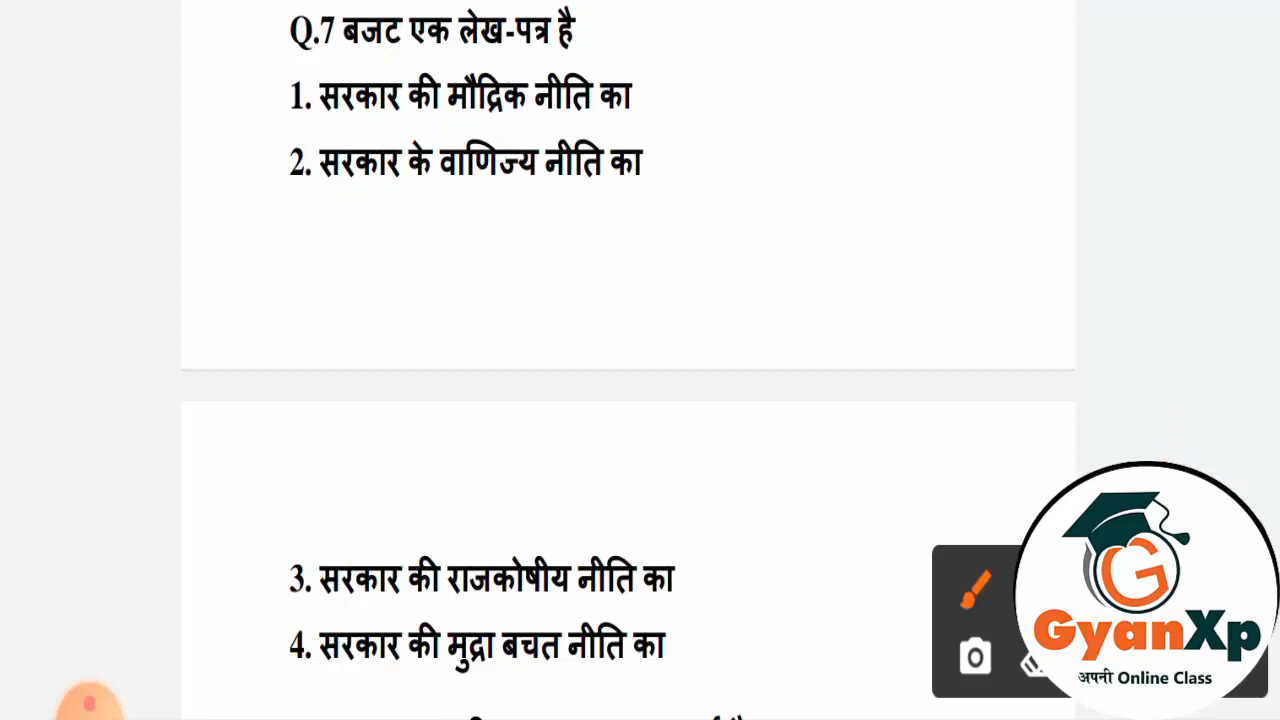 Q.7 बजट एक लेख-पत्र है
1. सरकार की मौद्रिक नीति का
2. सरकार के वाणिज्य नीति का
3. सरकार की राजकोषीय नीति का
4. सरकार की मुद्रा बचत नीति का
G
GyanXp
अपनी Online Class